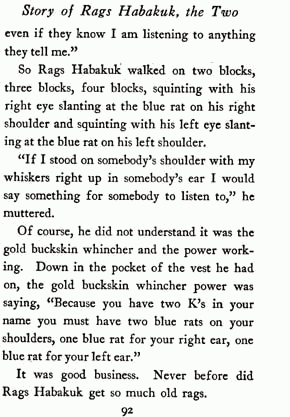 Story of Rags Habakuk, the Two
even if they know I am listening to anything
they tell me.”
So Rags Habakuk walked on two blocks,
three blocks, four blocks, squinting with his
right eye slanting at the blue rat on his right
shoulder and squinting with his left eye slant-
ing at the blue rat on his left shoulder.
“If I stood on somebody’s shoulder with my
whiskers right up in somebody’s ear I would
say something for somebody to listen to,” he
muttered.
Of course, he did not understand it was the
gold buckskin whincher and the power work-
ing. Down in the pocket of the vest he had
on, the gold buckskin whincher power was
saying, “Because you have two K’s in your
name you must have two blue rats on your
shoulders, one blue rat for your right ear, one
blue rat for your left ear.”
It was good business. Never before did
Rags Habakuk get so much old rags.
92